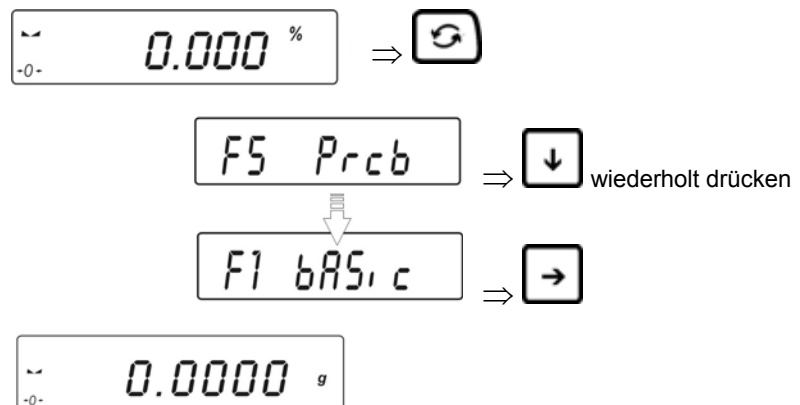 0.000 %
-0-
F5 Prcb
wiederholt drücken
F1 bASic
0.0000 g
-0-